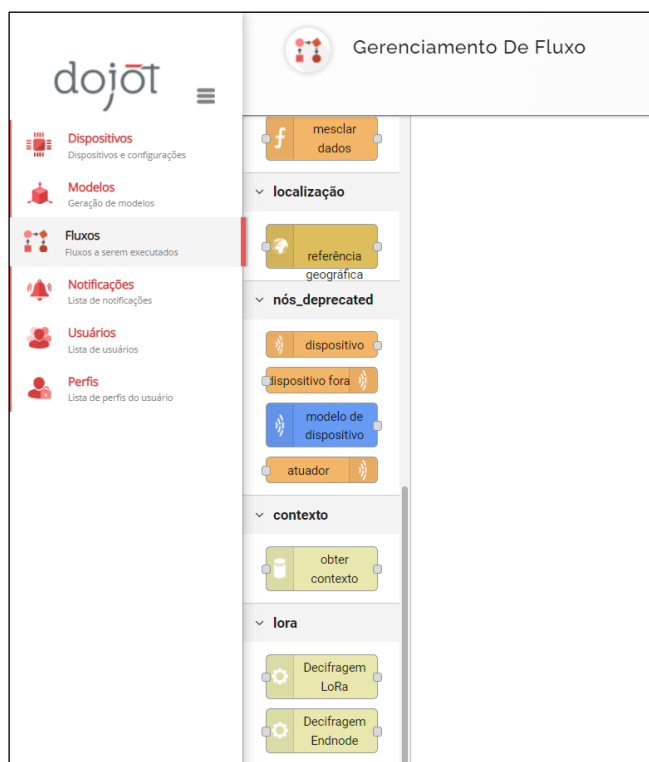 dojot
Gerenciamento De Fluxo
Dispositivos
Dispositivos e configurações
Modelos
Geração de modelos
Fluxos
Fluxos a serem executados
Notificações
Lista de notificações
Usuários
Lista de usuários
Perfis
Lista de perfis do usuário
mesclar
dados
localização
referência
geográfica
nós_deprecated
dispositivo
dispositivo fora
modelo de
dispositivo
atuador
contexto
obter
contexto
lora
Decifragem
LoRa
Decifragem
Endnode